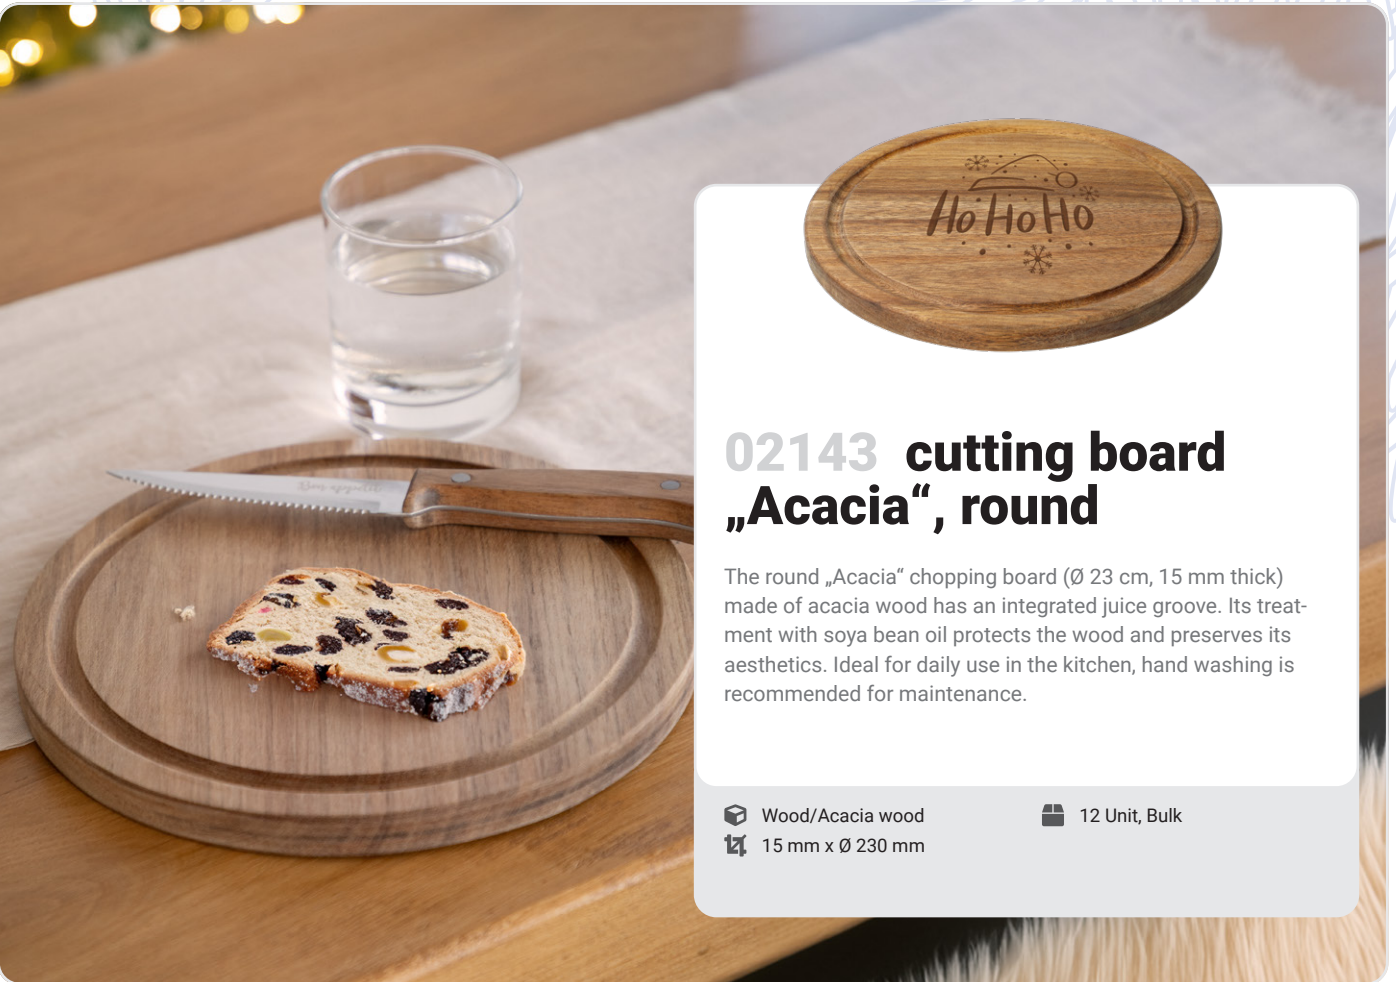 Ho Ho Ho
Bon appetit
02143 cutting board
„Acacia“, round
The round „Acacia“ chopping board (Ø 23 cm, 15 mm thick)
made of acacia wood has an integrated juice groove. Its treat-
ment with soya bean oil protects the wood and preserves its
aesthetics. Ideal for daily use in the kitchen, hand washing is
recommended for maintenance.
Wood/Acacia wood
12 Unit, Bulk
15 mm x Ø 230 mm